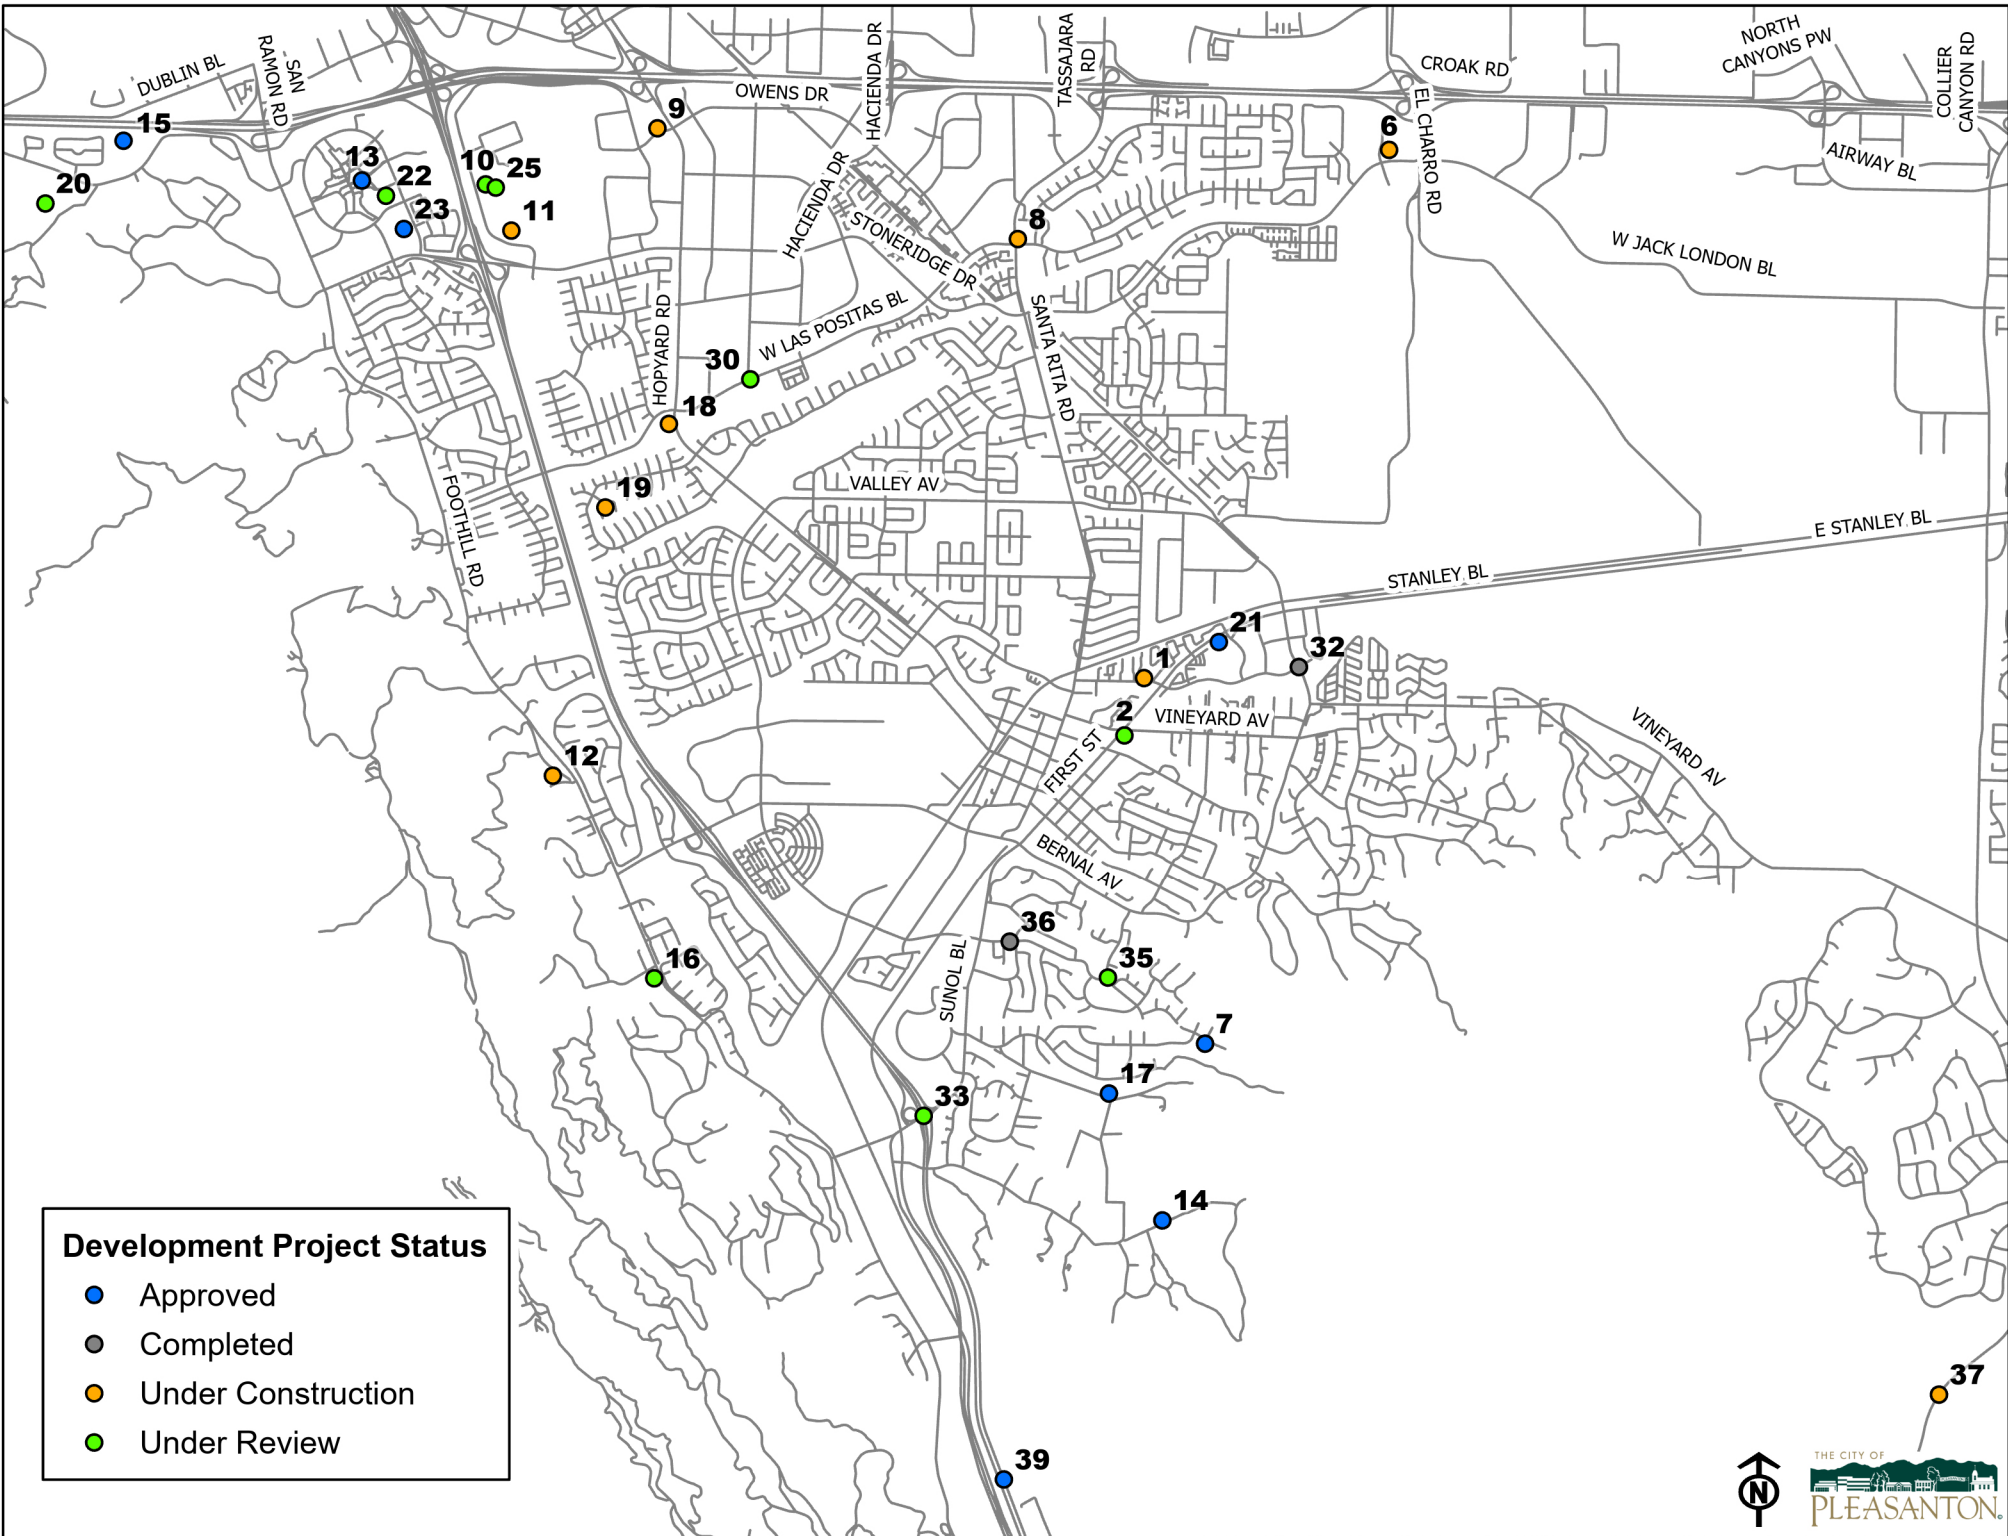 DUBLIN BL
SAN
RAMON RD
HACIENDA DR
TASSAJARA
RD
NORTH
CANYONS PW
COLLIER
CANYON RD
CROAK RD
OWENS DR
EL CHARRO RD
AIRWAY BL
15
9
6
13
22
10
25
20
23
11
8
HACIENDA DR
STONERIDGE DR
W JACK LONDON BL
W LAS POSITAS BL
HOPYARD RD
SANTA RITA RD
30
18
19
VALLEY AV
FOOTHILL RD
E STANLEY BL
STANLEY BL
21
32
1
2
VINEYARD AV
VINEYARD AV
FIRST ST
12
BERNAL AV
36
35
16
SUNOL BL
7
17
33
14
37
39
Development Project Status
Approved
Completed
Under Construction
Under Review
N
THE CITY OF
PLEASANTON